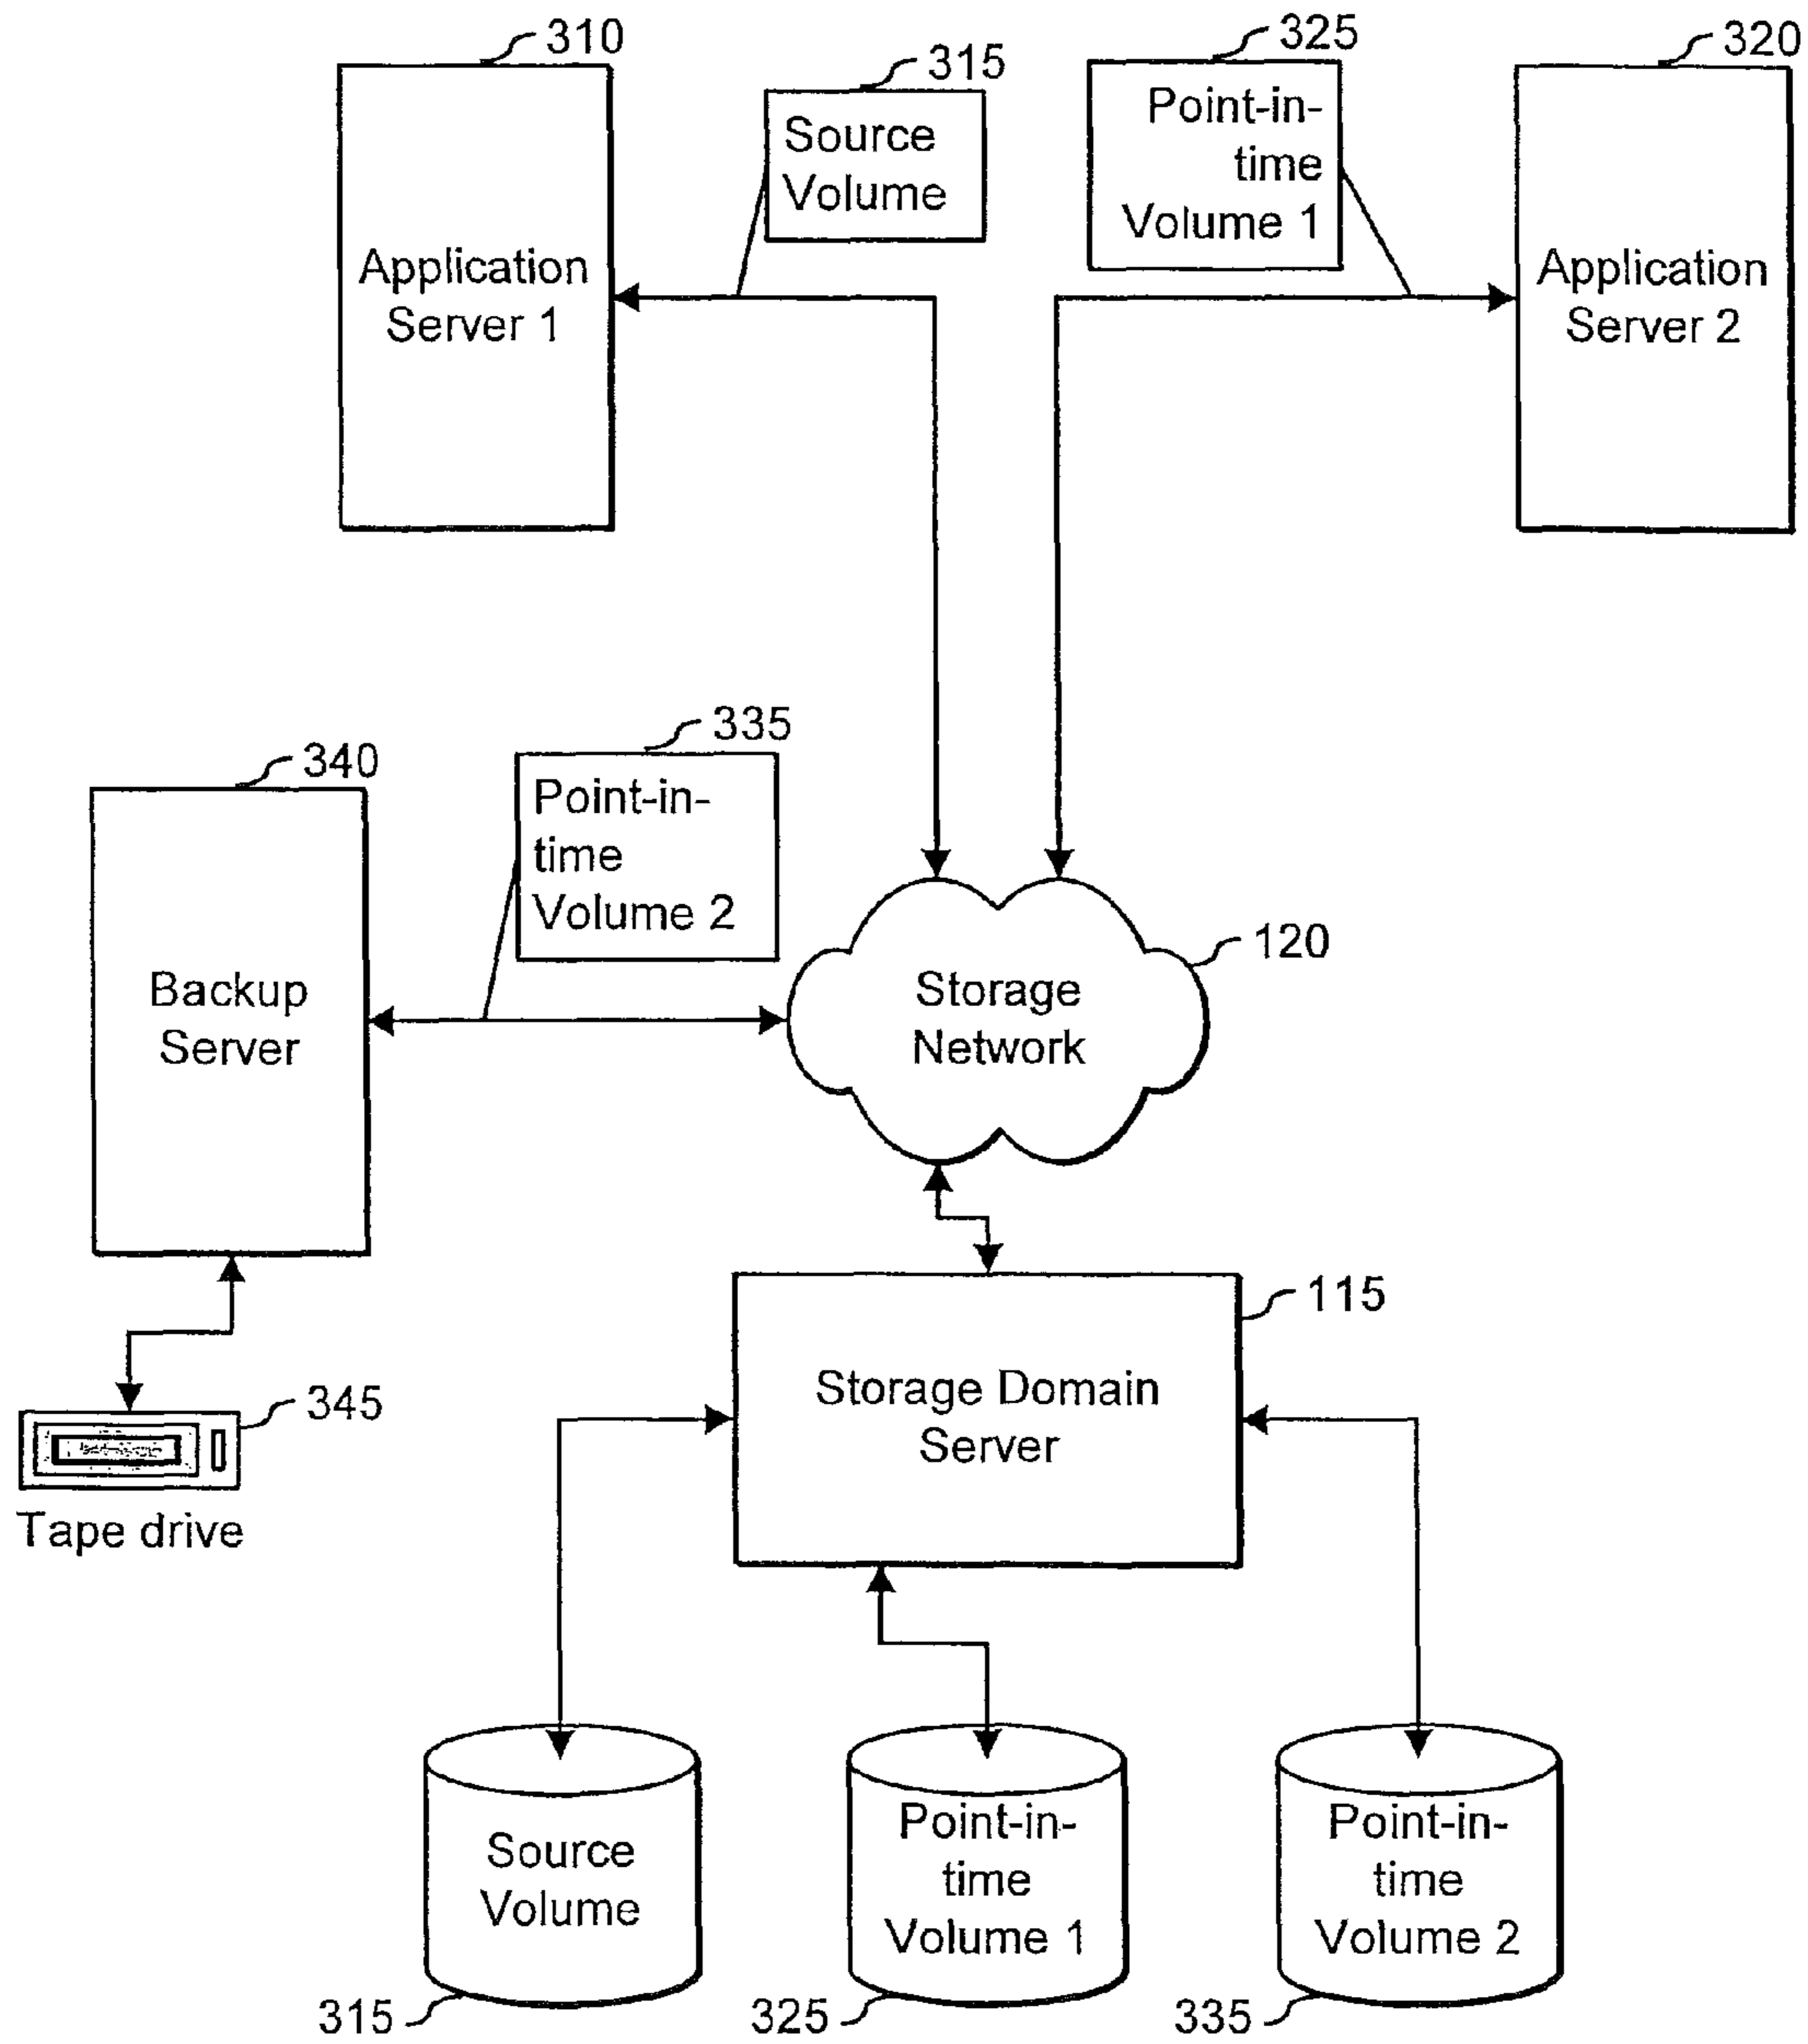 310
315
325
320
Source
Volume
Point-in-
time
Volume 1
Application
Server 1
Application
Server 2
335
340
Point-in-
time
Volume 2
120
Backup
Server
Storage
Network
115
345
Storage Domain
Server
Tape drive
Source
Volume
Point-in-
time
Volume 1
Point-in-
time
Volume 2
315
325
335